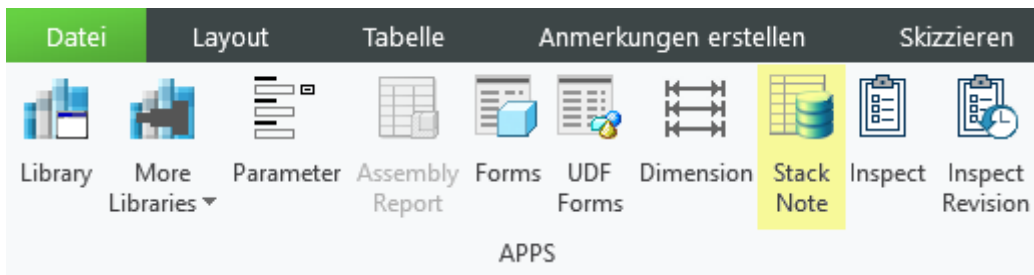 Datei Layout Tabelle Anmerkungen erstellen Skizzieren
Library More Parameter Assembly Forms UDF Dimension Stack Inspect Inspect
Libraries Report Forms Note Revision
APPS